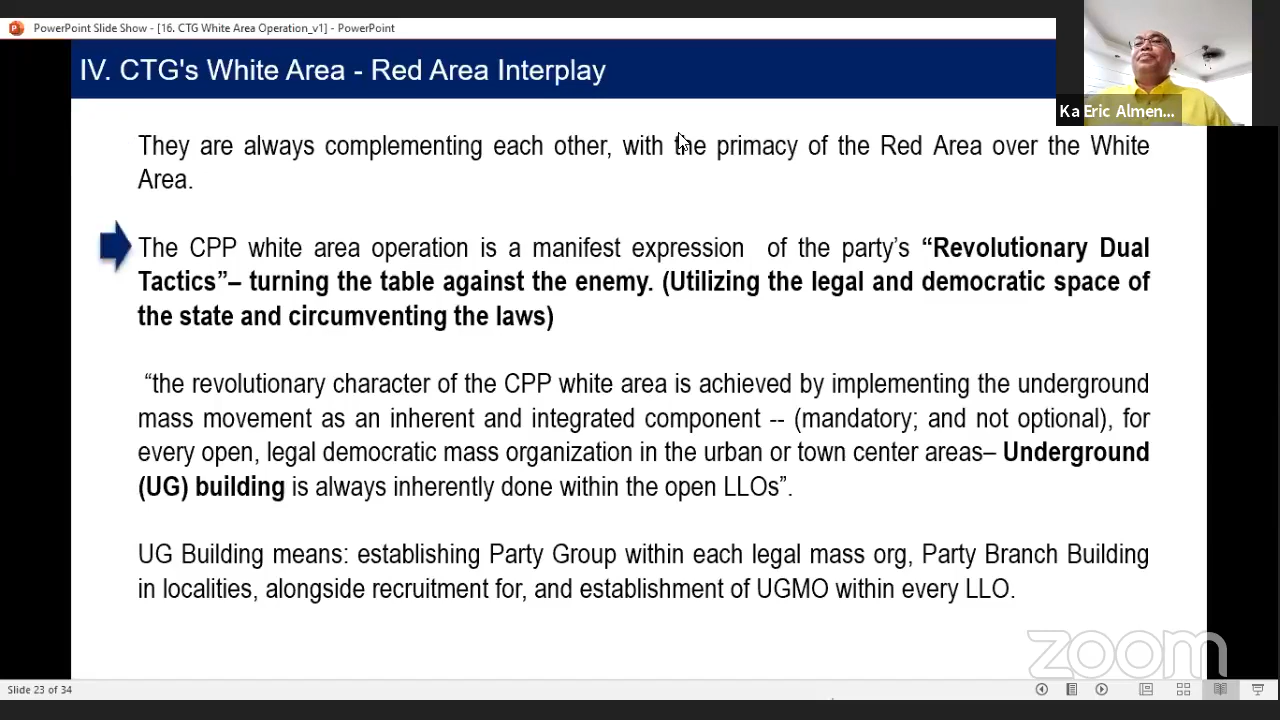 PowerPoint Slide Show - [16. CTG White Area Operation_v1] - PowerPoint
IV. CTG's White Area - Red Area Interplay
Ka Eric Almen...
They are always complementing each other, with the primacy of the Red Area over the White
Area.
The CPP white area operation is a manifest expression of the party’s “Revolutionary Dual
Tactics”– turning the table against the enemy. (Utilizing the legal and democratic space of
the state and circumventing the laws)
“the revolutionary character of the CPP white area is achieved by implementing the underground
mass movement as an inherent and integrated component -- (mandatory; and not optional), for
every open, legal democratic mass organization in the urban or town center areas– Underground
(UG) building is always inherently done within the open LLOs”.
UG Building means: establishing Party Group within each legal mass org, Party Branch Building
in localities, alongside recruitment for, and establishment of UGMO within every LLO.
zoom
Slide 23 of 34